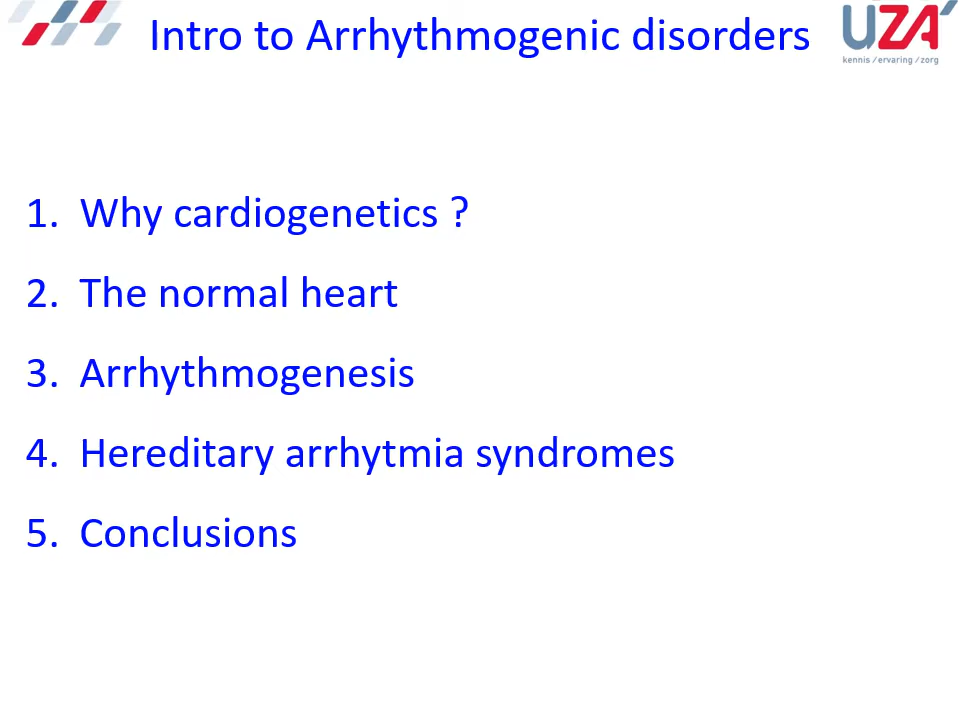 Intro to Arrhythmogenic disorders
UZA'
kennis / ervaring / zorg
1. Why cardiogenetics ?
2. The normal heart
3. Arrhythmogenesis
4. Hereditary arrhytmia syndromes
5. Conclusions